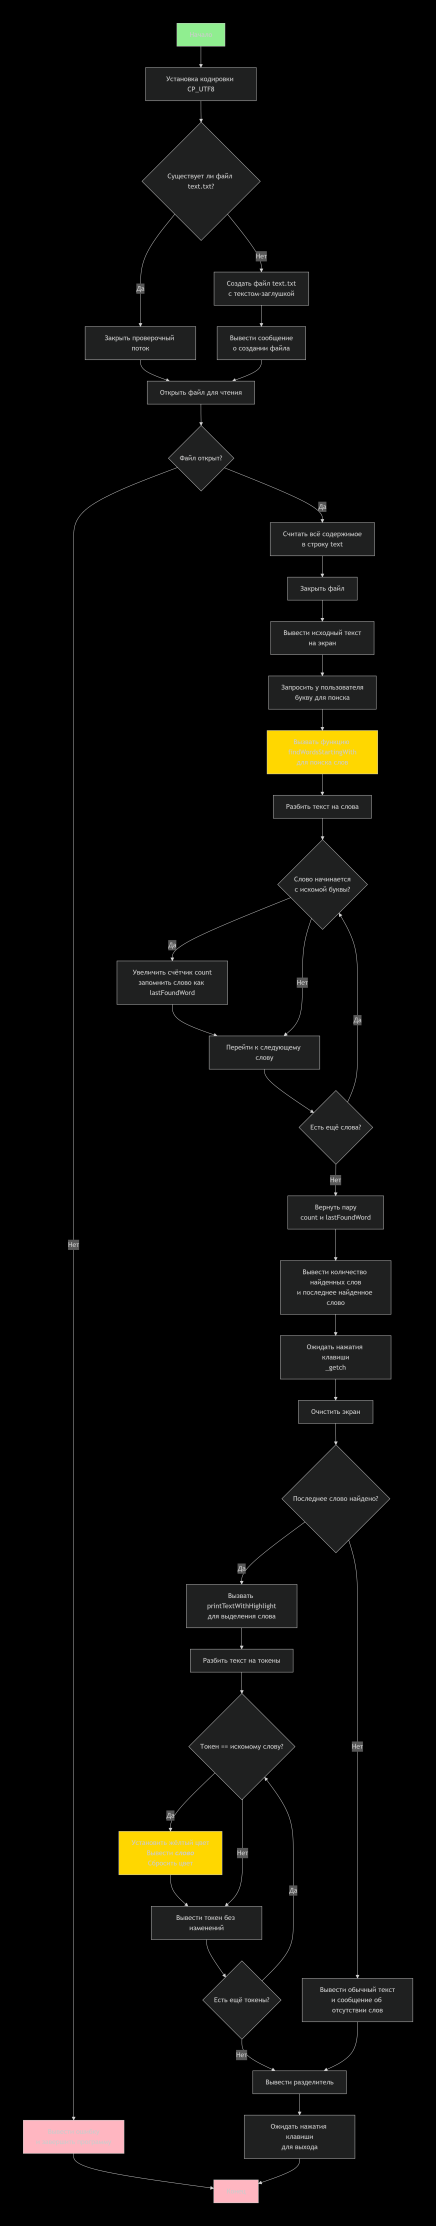 Установка кодировки
CP_UTF8
Существует ли файл
text.txt?
Нет
Создать файл text.txt
с текстом-заглушкой
Да
Закрыть проверочный
поток
Вывести сообщение
о создании файла
Открыть файл для чтения
Файл открыт?
Да
Считать всё содержимое
в строку text
Закрыть файл
Вывести исходный текст
на экран
Запросить у пользователя
букву для поиска
Разбить текст на слова
Слово начинается
с искомой буквы?
Да
Увеличить счётчик count
запомнить слово как
lastFoundWord
Нет
Да
Перейти к следующему
слову
Есть ещё слова?
Нет
Вернуть пару
count и lastFoundWord
Нет
Вывести количество
найденных слов
и последнее найденное
слово
Ожидать нажатия
клавиши
_getch
Очистить экран
Последнее слово найдено?
Да
Вызвать
printTextWithHighlight
для выделения слова
Разбить текст на токены
Токен == искомому слову?
Нет
Да
Нет
Да
Вывести токен без
изменений
Есть ещё токены?
Вывести обычный текст
и сообщение об
отсутствии слов
Нет
Вывести разделитель
Ожидать нажатия
клавиши
для выхода